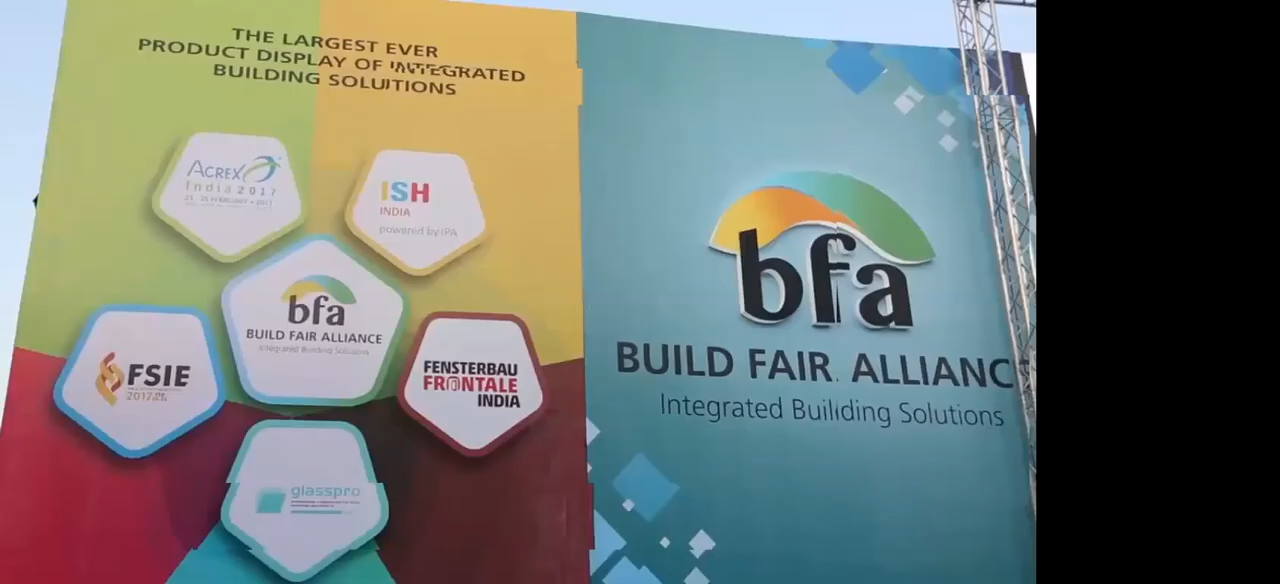 THE LARGEST EVER
PRODUCT DISPLAY OF INTEGRATED
BUILDING SOLUITIONS
ACREX
India 2017
ISH
INDIA
powered by IPA
bfa
BUILD FAIR ALLIANCE
Integrated Building Solutions
FSIE
2017
FENSTERBAU
FRONTALE
INDIA
glasspro
bfa
BUILD FAIR ALLIANC
Integrated Builiding Solutions